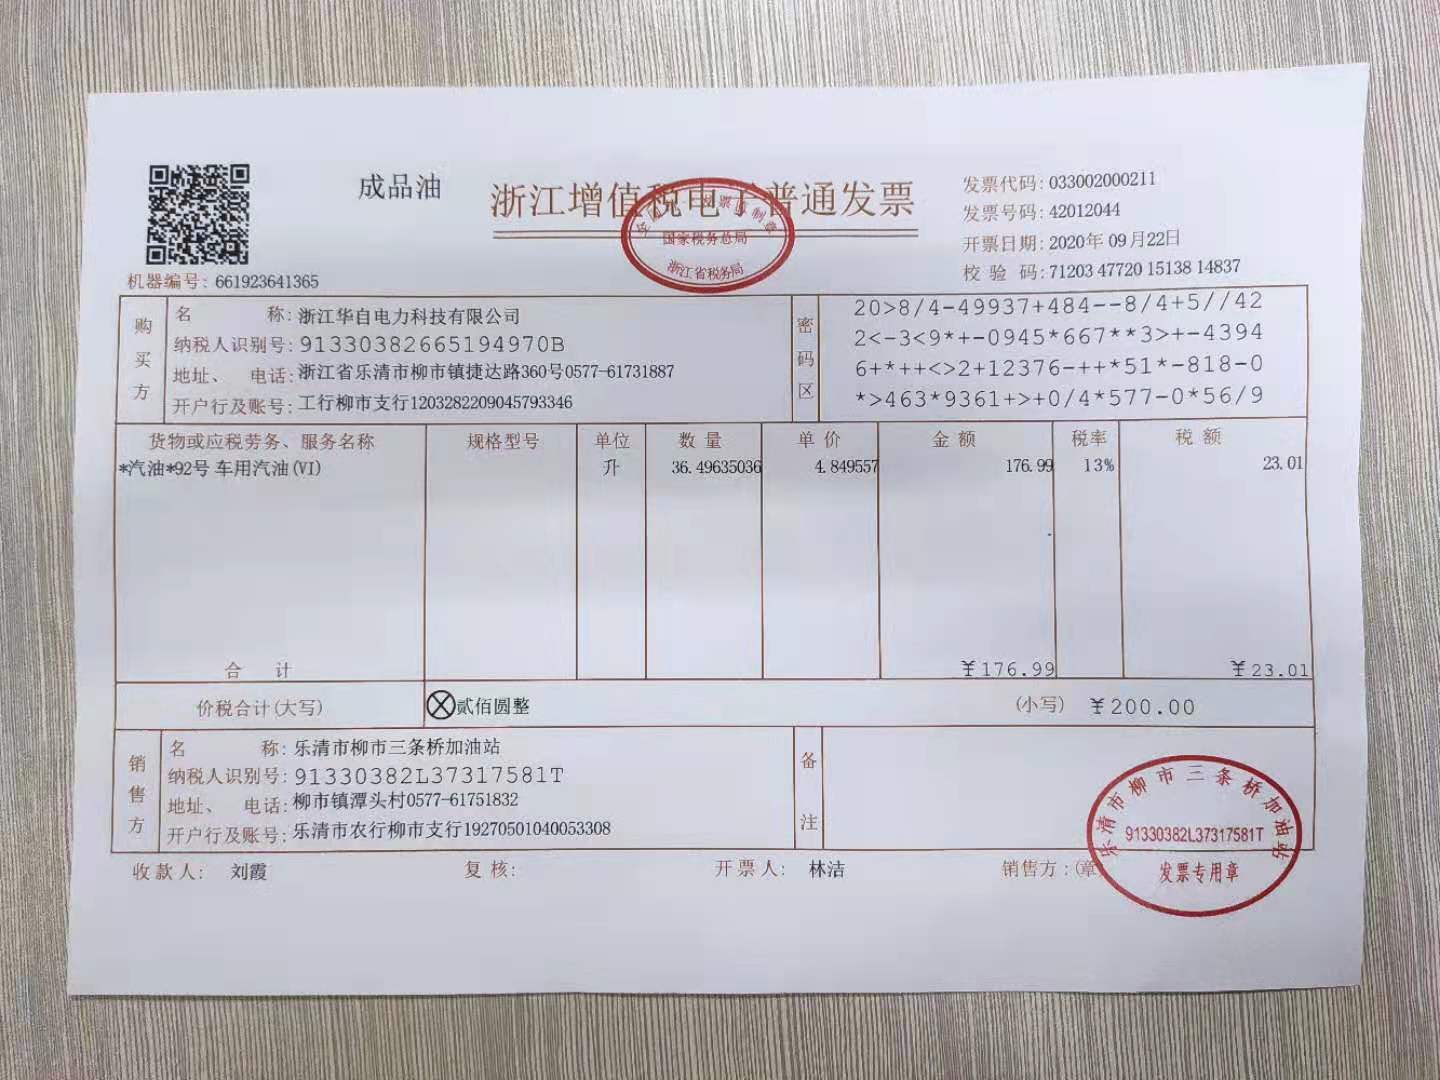 成品油
浙江增值税电子普通发票
国家税务总局
浙江省税务局
发票代码: 033002000211
发票号码: 42012044
开票日期: 2020年 09月22日
校 验 码: 71203 47720 15138 14837
机器编号: 661923641365
购买方
名 称: 浙江华自电力科技有限公司
纳税人识别号: 91330382665194970B
地址、 电话: 浙江省乐清市柳市镇捷达路360号0577-61731887
开户行及账号: 工行柳市支行1203282209045793346
密码区
20>8/4-49937+484--8/4+5//42
2<-3<9*+-0945*667**3>+-4394
6+*++<>2+12376-++*51*-818-0
*>463*9361+>+0/4*577-0*56/9
货物或应税劳务、服务名称 规格型号 单位 数量 单价 金额 税率 税额
*汽油*92号 车用汽油(VI) 升 36.49635036 4.849557 176.99 13% 23.01
合 计 ¥176.99 ¥23.01
价税合计(大写) 贰佰圆整 (小写) ¥200.00
销售方
名 称: 乐清市柳市三条桥加油站
纳税人识别号: 91330382L37317581T
地址、 电话: 柳市镇潭头村0577-61751832
开户行及账号: 乐清市农行柳市支行19270501040053308
备注
收款人: 刘霞 复核: 开票人: 林洁 销售方:(章
乐清市柳市三条桥加油站
91330382L37317581T
发票专用章